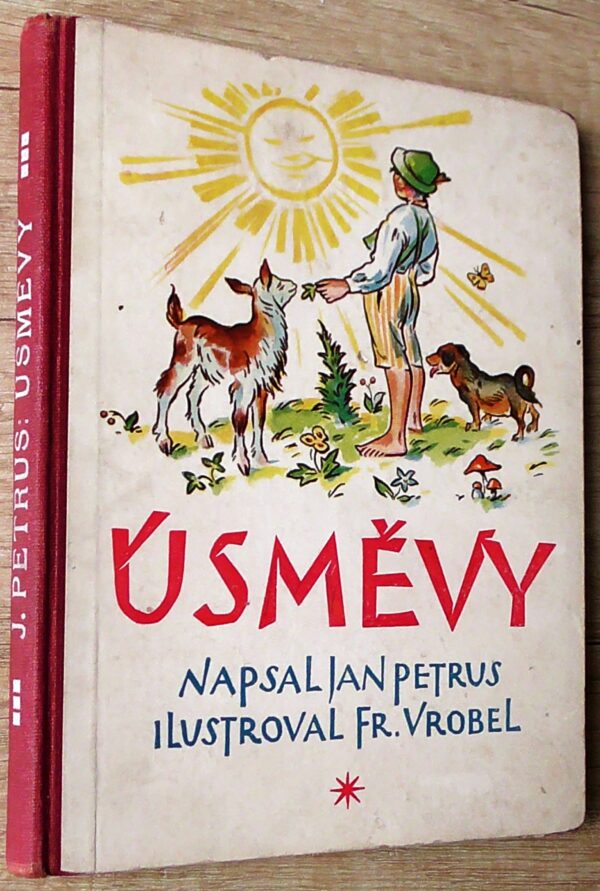 J. PETRUS: ÚSMĚVY
ÚSMĚVY
NAPSAL JAN PETRUS
ILUSTROVAL FR. VROBEL